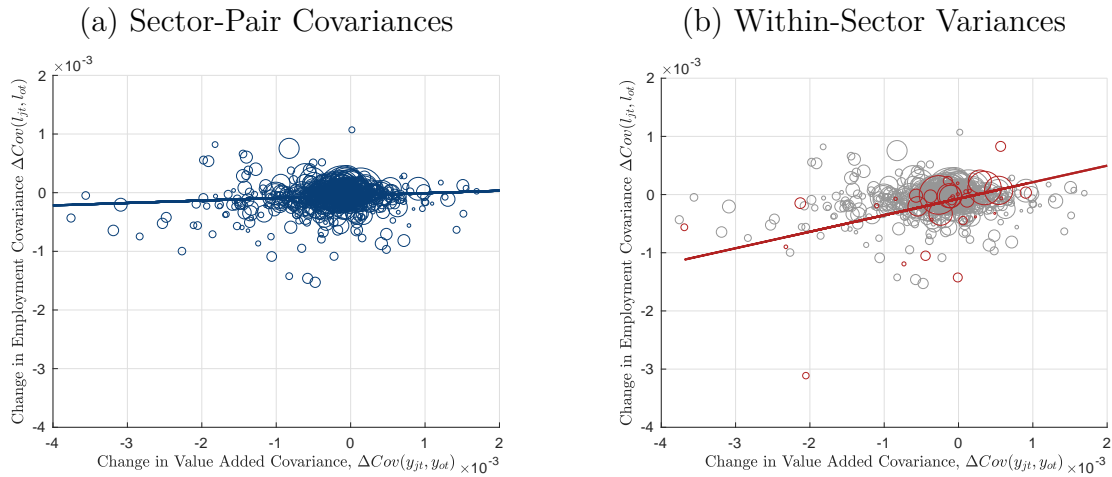 (a) Sector-Pair Covariances
×10⁻³
2
1
0
-1
-2
-3
-4
Change in Employment Covariance ΔCov(l_jt, l_ot)
-4 -3 -2 -1 0 1 2
Change in Value Added Covariance, ΔCov(y_jt, y_ot) ×10⁻³
(b) Within-Sector Variances
×10⁻³
2
1
0
-1
-2
-3
-4
Change in Employment Covariance ΔCov(l_jt, l_ot)
-4 -3 -2 -1 0 1 2
Change in Value Added Covariance, ΔCov(y_jt, y_ot) ×10⁻³